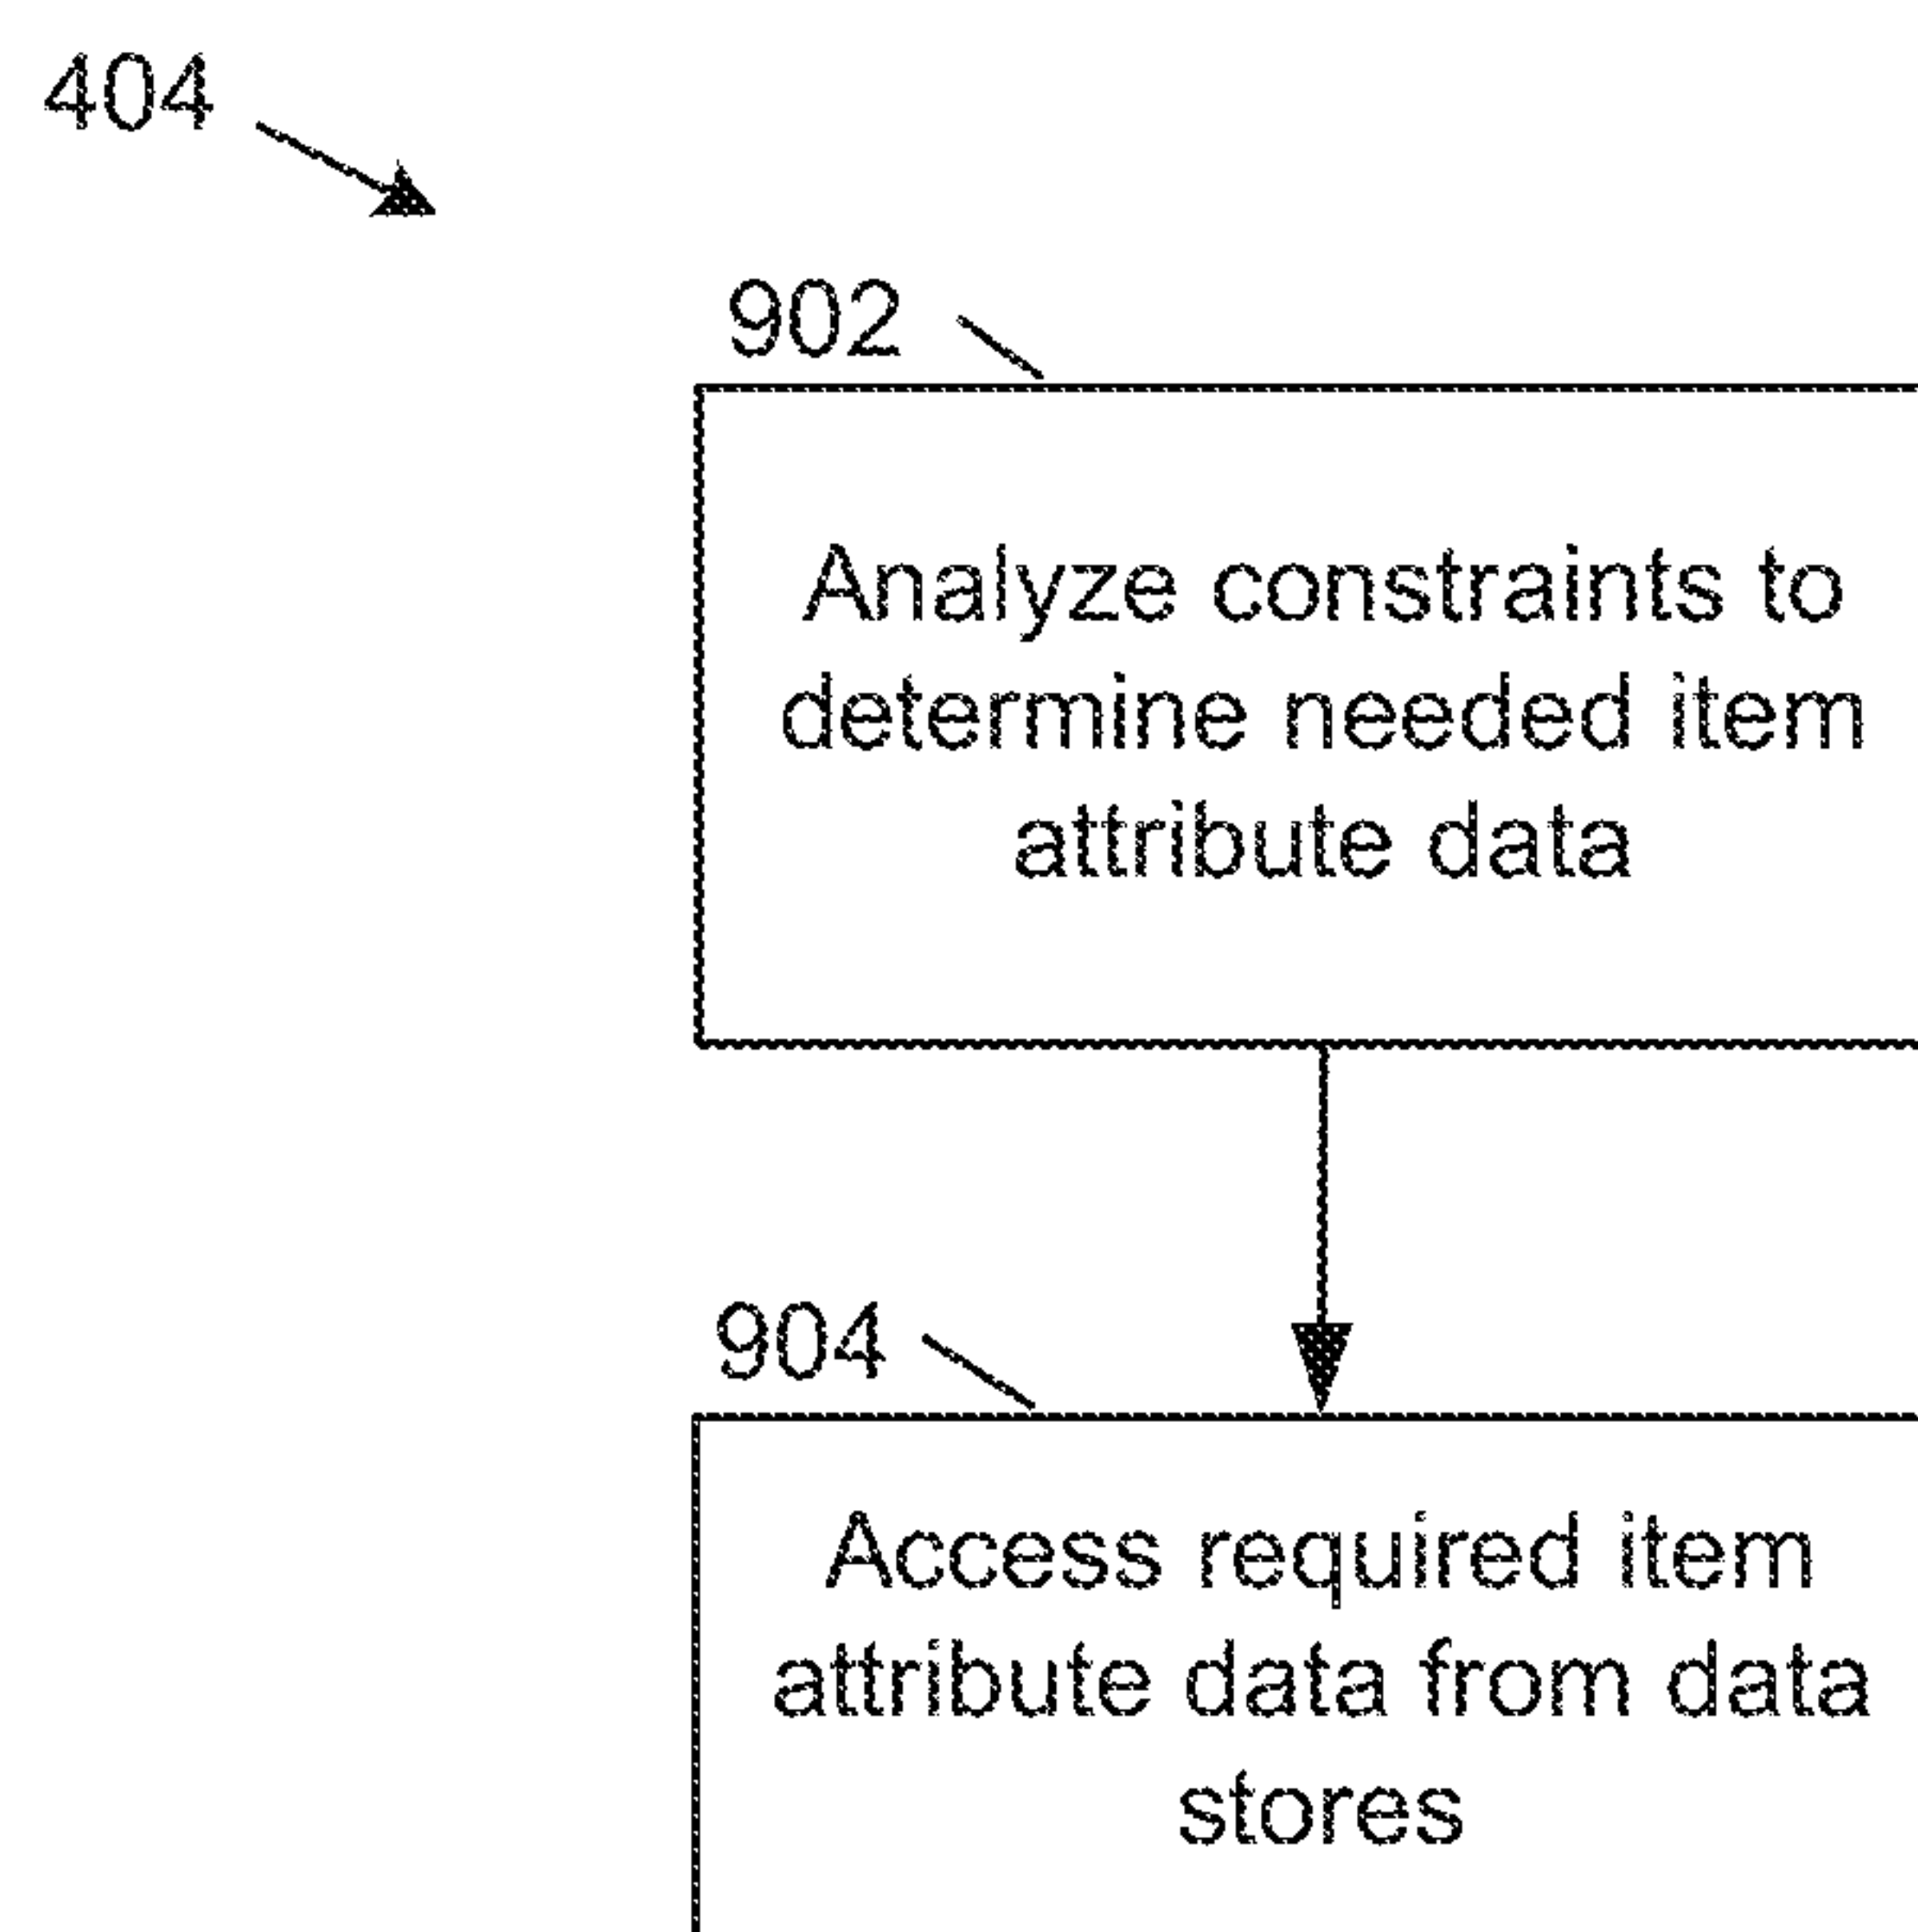 404
902
Analyze constraints to
determine needed item
attribute data
904
Access required item
attribute data from data
stores